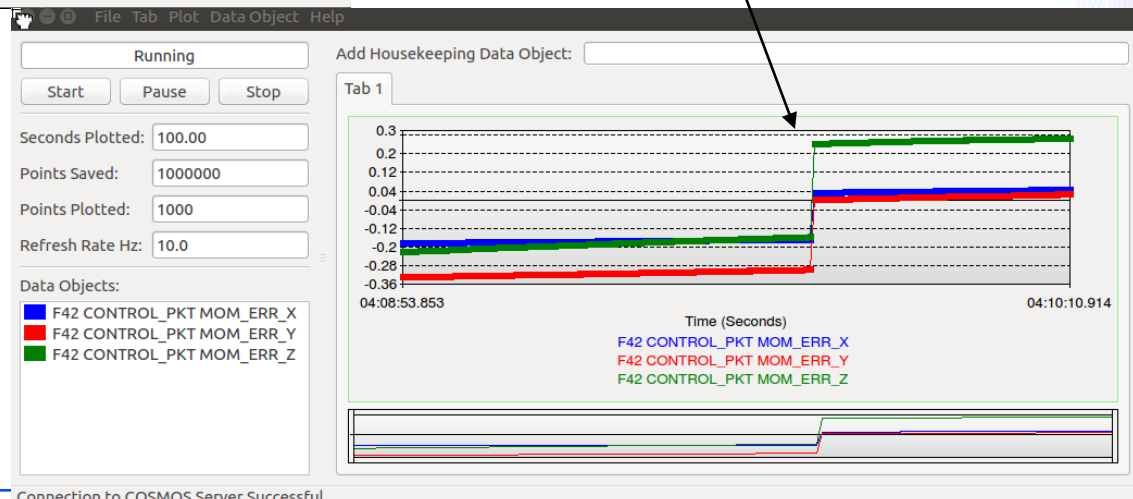 File Tab Plot Data Object Help
Running
Start Pause Stop
Seconds Plotted: 100.00
Points Saved: 1000000
Points Plotted: 1000
Refresh Rate Hz: 10.0
Data Objects:
F42 CONTROL_PKT MOM_ERR_X
F42 CONTROL_PKT MOM_ERR_Y
F42 CONTROL_PKT MOM_ERR_Z
Add Housekeeping Data Object:
Tab 1
0.3
0.2
0.12
0.04
-0.04
-0.12
-0.2
-0.28
-0.36
04:08:53.853 04:10:10.914
Time (Seconds)
F42 CONTROL_PKT MOM_ERR_X
F42 CONTROL_PKT MOM_ERR_Y
F42 CONTROL_PKT MOM_ERR_Z
Connection to COSMOS Server Successful